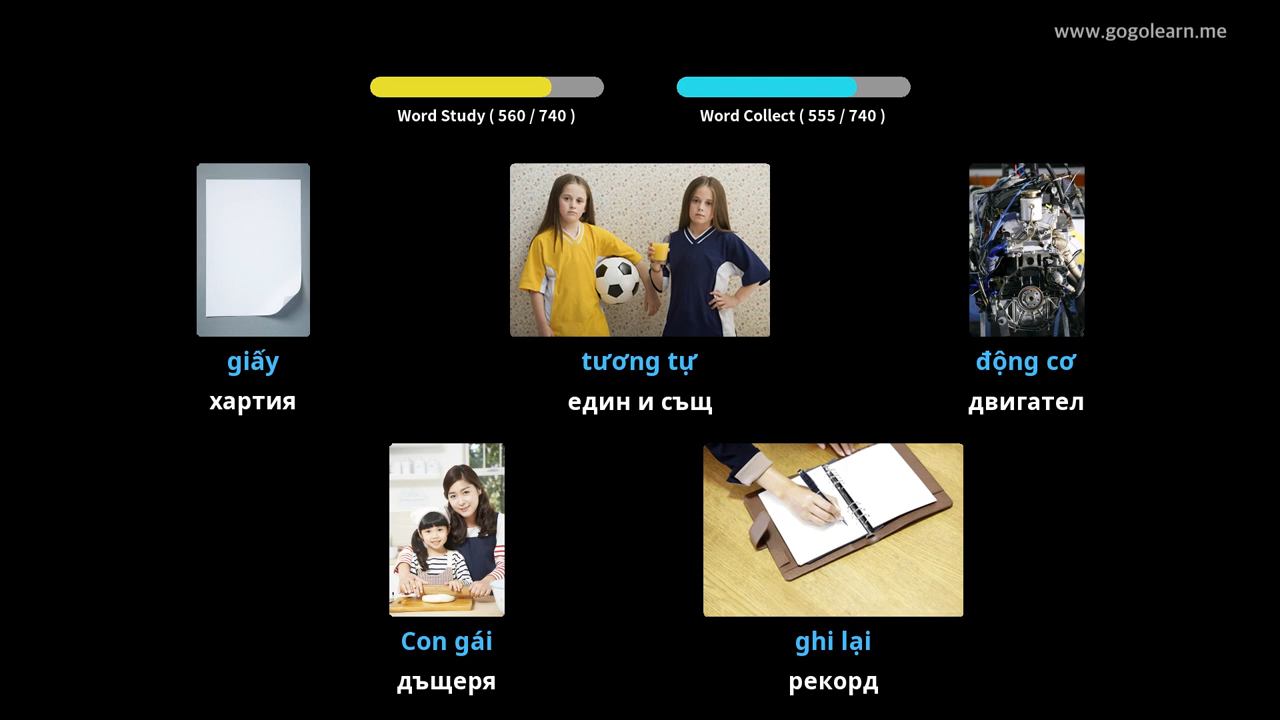 www.gogolearn.me
Word Study ( 560 / 740 )
Word Collect ( 555 / 740 )
giấy
хартия
tương tự
един и същ
động cơ
двигател
Con gái
дъщеря
ghi lại
рекорд